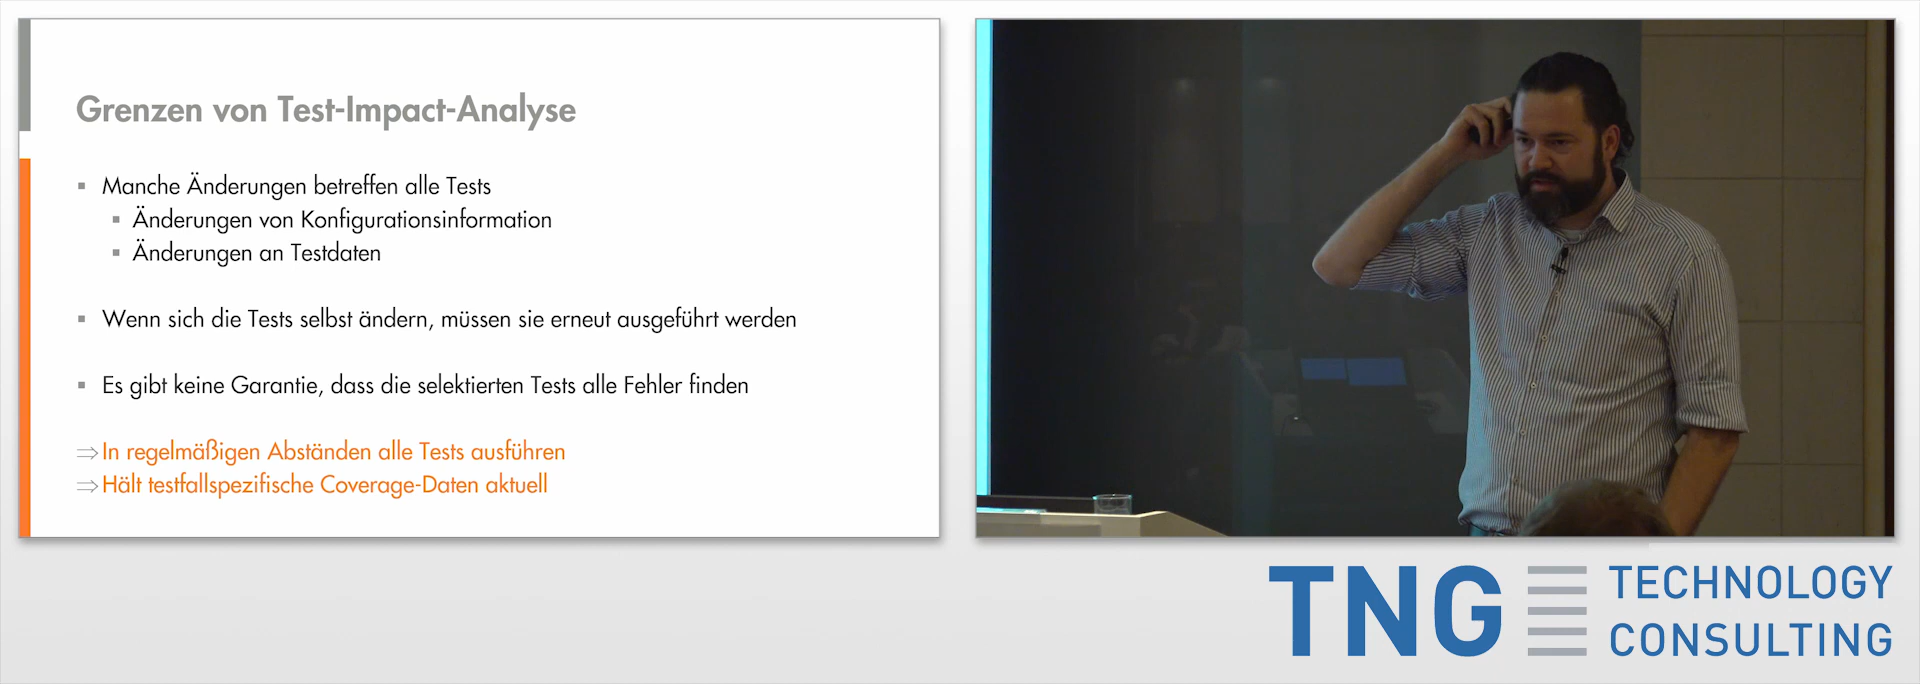 Grenzen von Test-Impact-Analyse
▪ Manche Änderungen betreffen alle Tests
▪ Änderungen von Konfigurationsinformation
▪ Änderungen an Testdaten
▪ Wenn sich die Tests selbst ändern, müssen sie erneut ausgeführt werden
▪ Es gibt keine Garantie, dass die selektierten Tests alle Fehler finden
⇒ In regelmäßigen Abständen alle Tests ausführen
⇒ Hält testfallspezifische Coverage-Daten aktuell
TNG TECHNOLOGY
CONSULTING